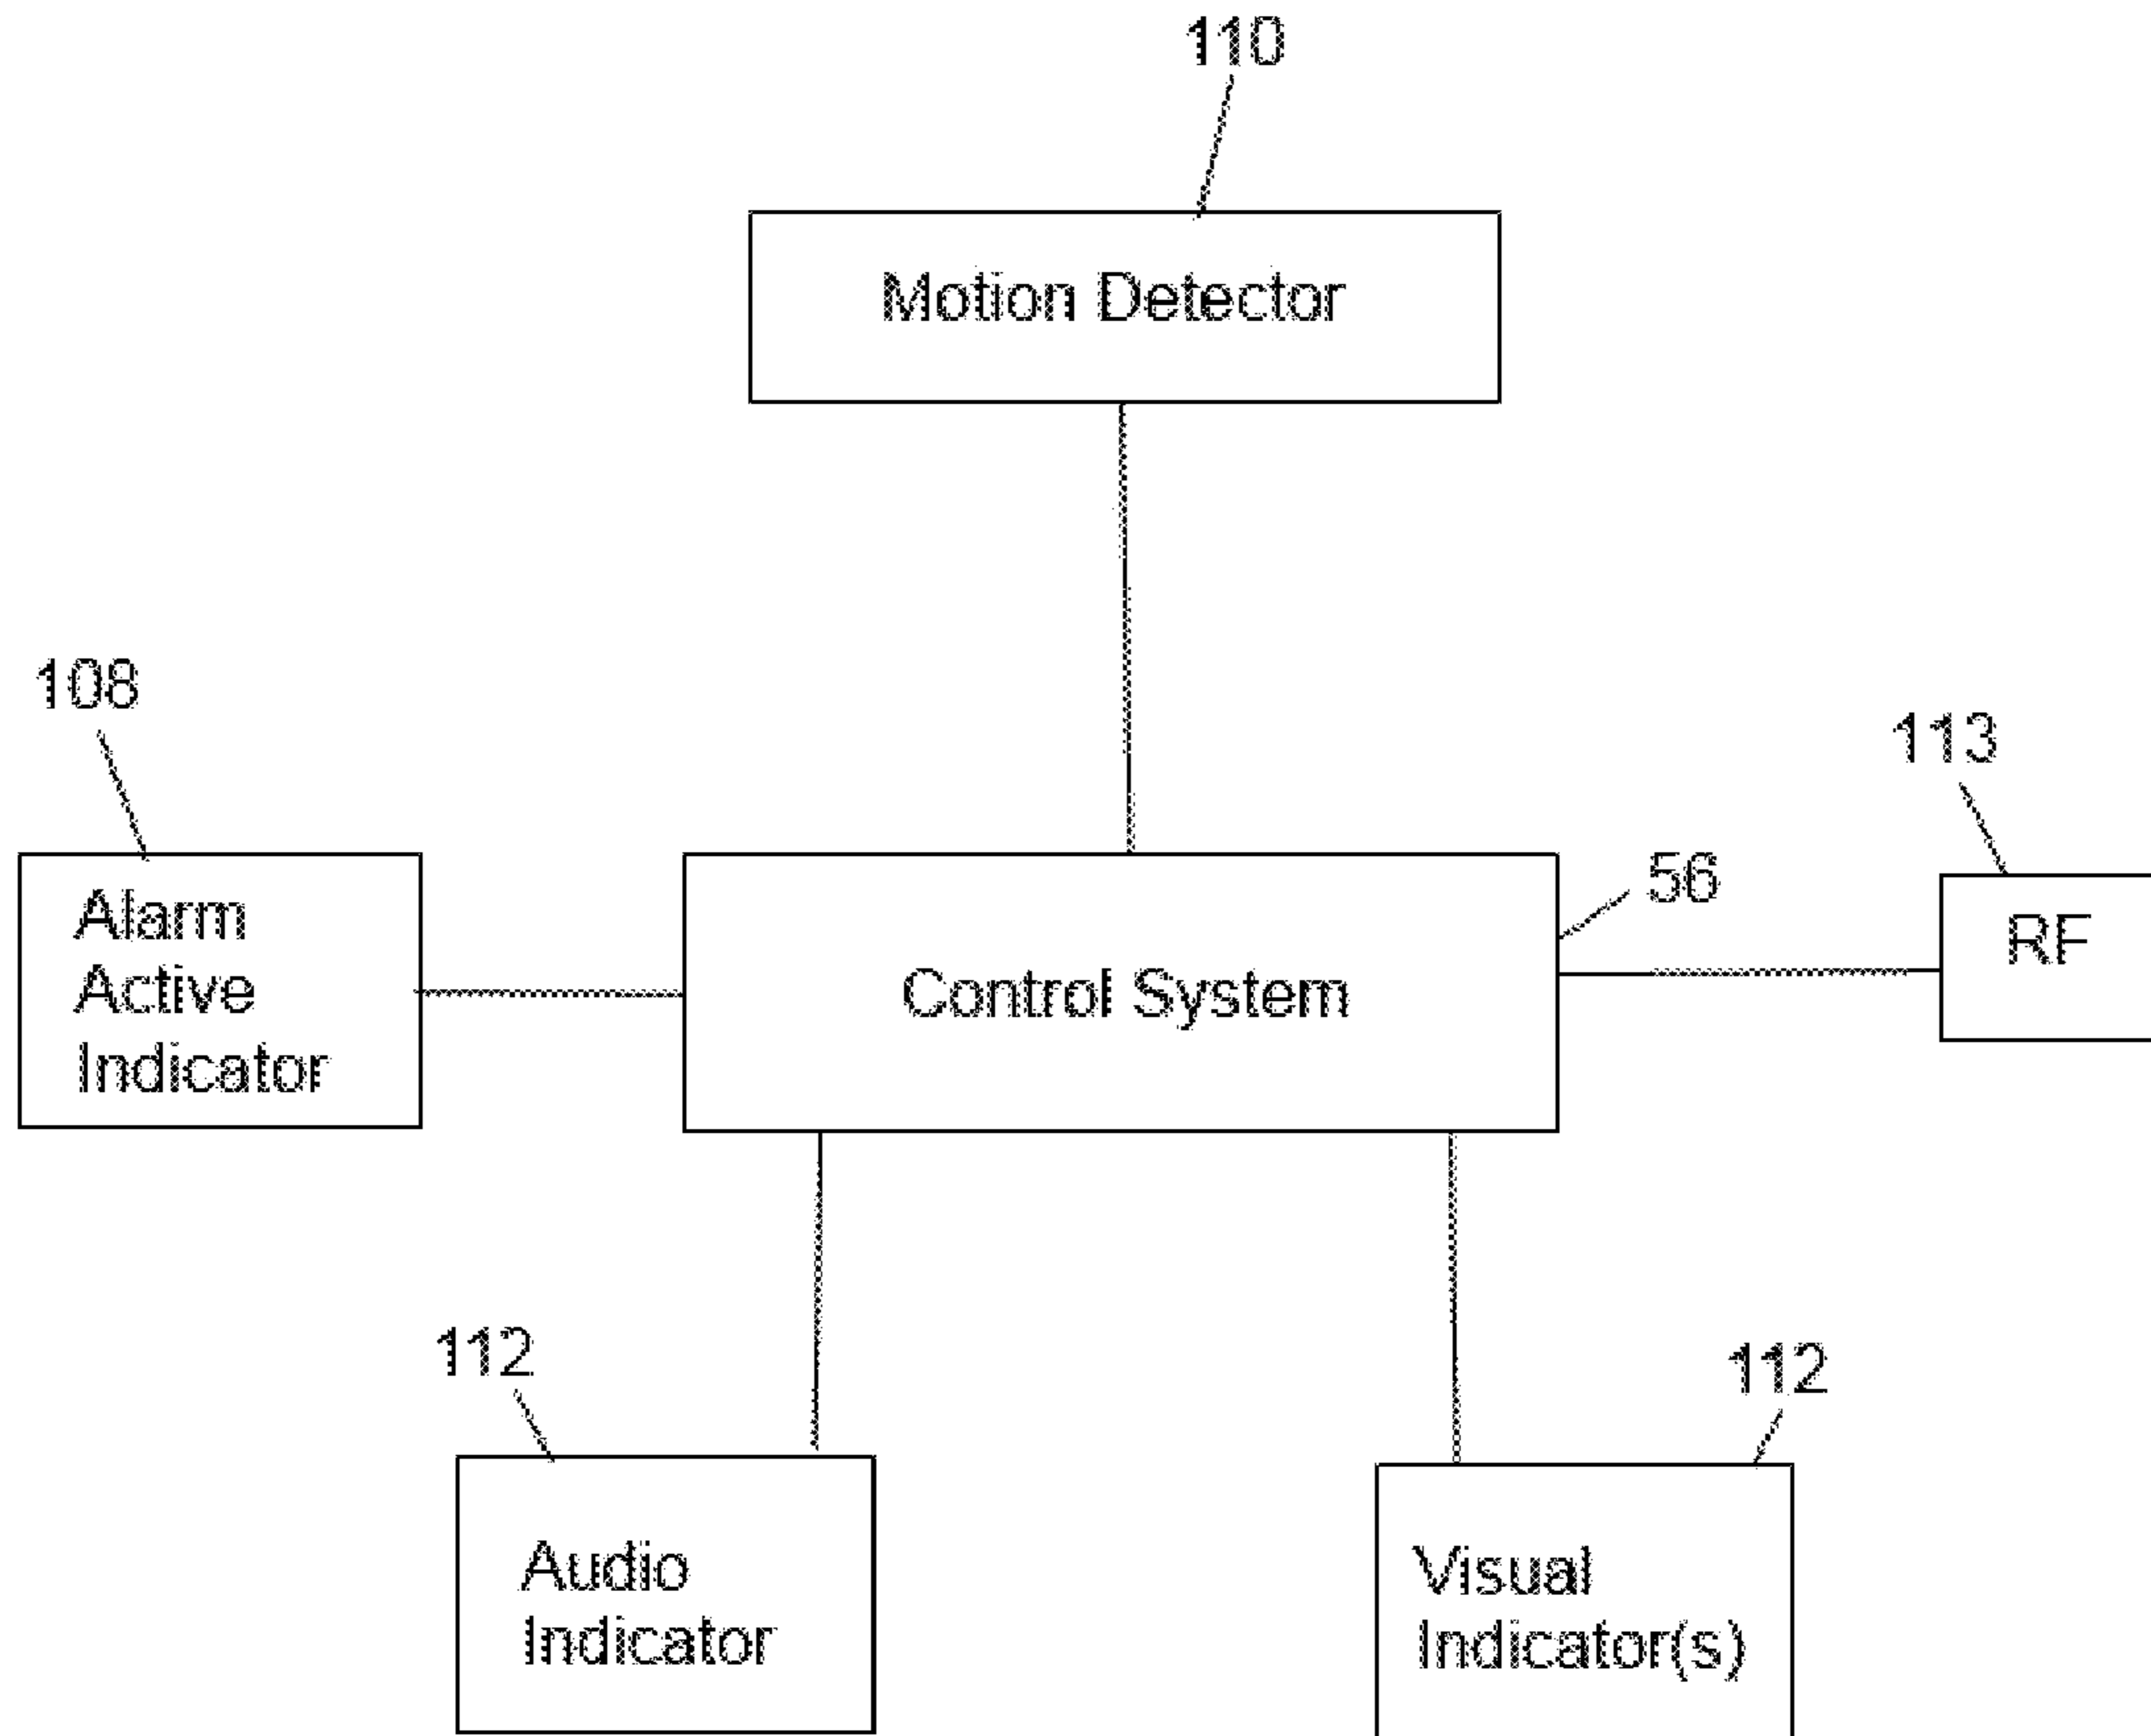 110
Motion Detector
108
113
56
Alarm
Active
Indicator
Control System
RF
112
112
Audio
Indicator
Visual
Indicator(s)